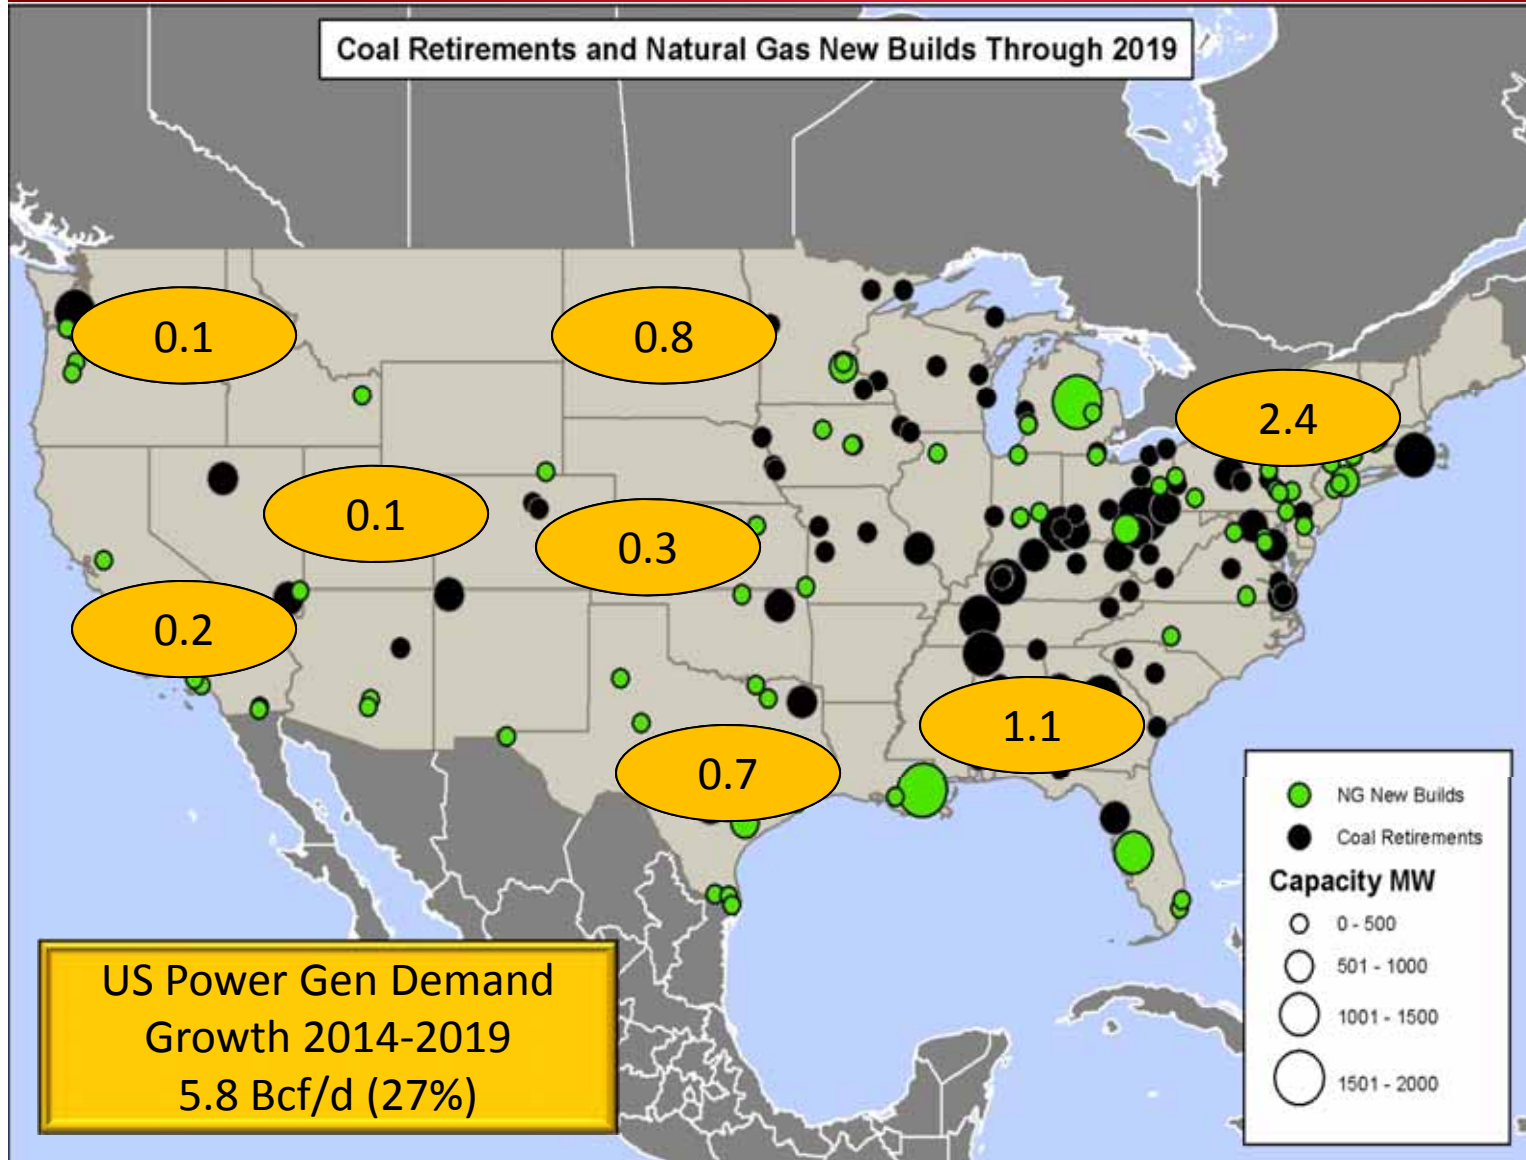 Coal Retirements and Natural Gas New Builds Through 2019
0.1
0.8
2.4
0.1
0.3
0.2
1.1
0.7
NG New Builds
Coal Retirements
Capacity MW
0 - 500
501 - 1000
1001 - 1500
1501 - 2000
US Power Gen Demand
Growth 2014-2019
5.8 Bcf/d (27%)